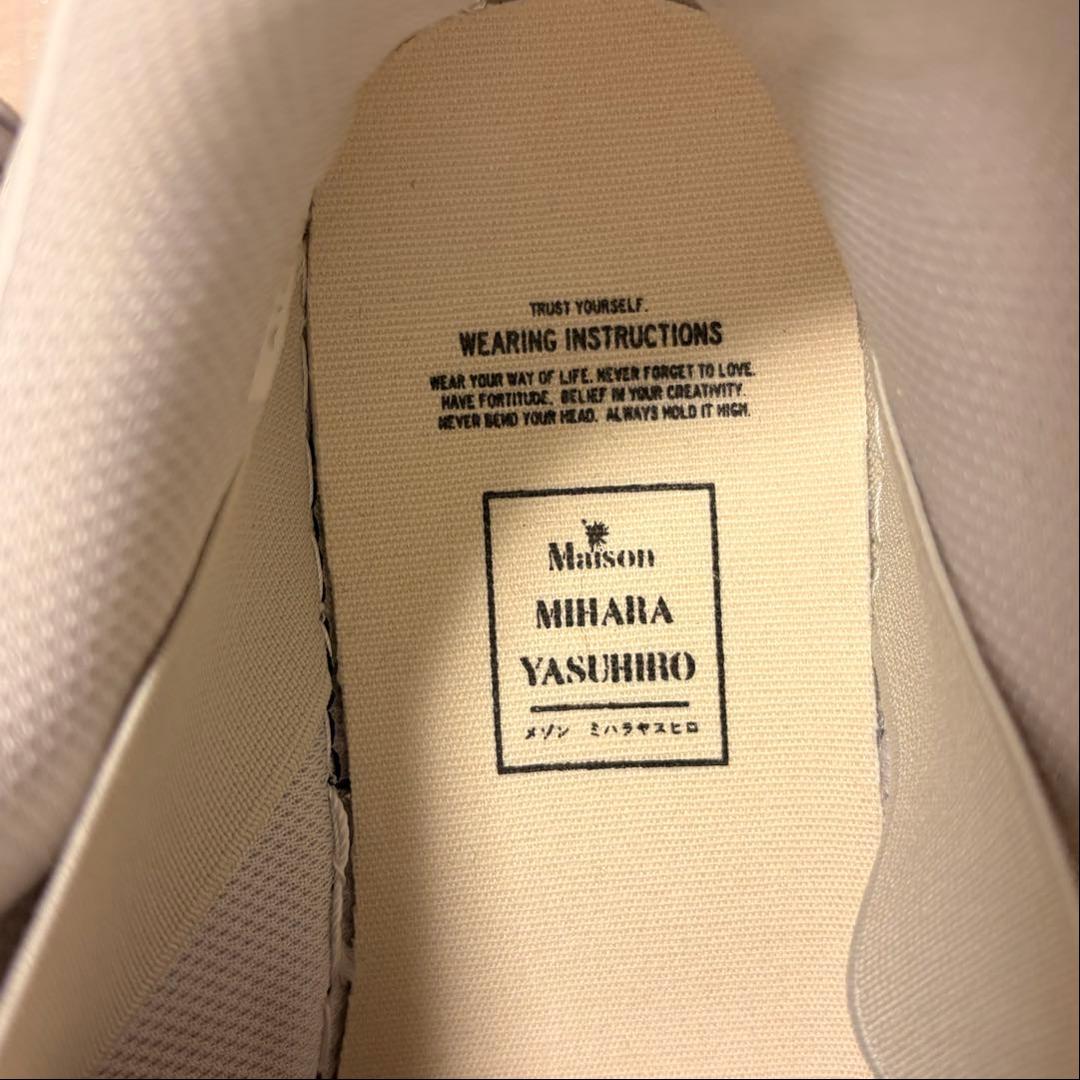 TRUST YOURSELF.
WEARING INSTRUCTIONS
WEAR YOUR WAY OF LIFE. NEVER FORGET TO LOVE.
HAVE FORTITUDE. BELIEF IN YOUR CREATIVITY.
NEVER BEND YOUR HEAD. ALWAYS HOLD IT HIGH.
Maison
MIHARA
YASUHIRO
メゾン ミハラヤスヒロ